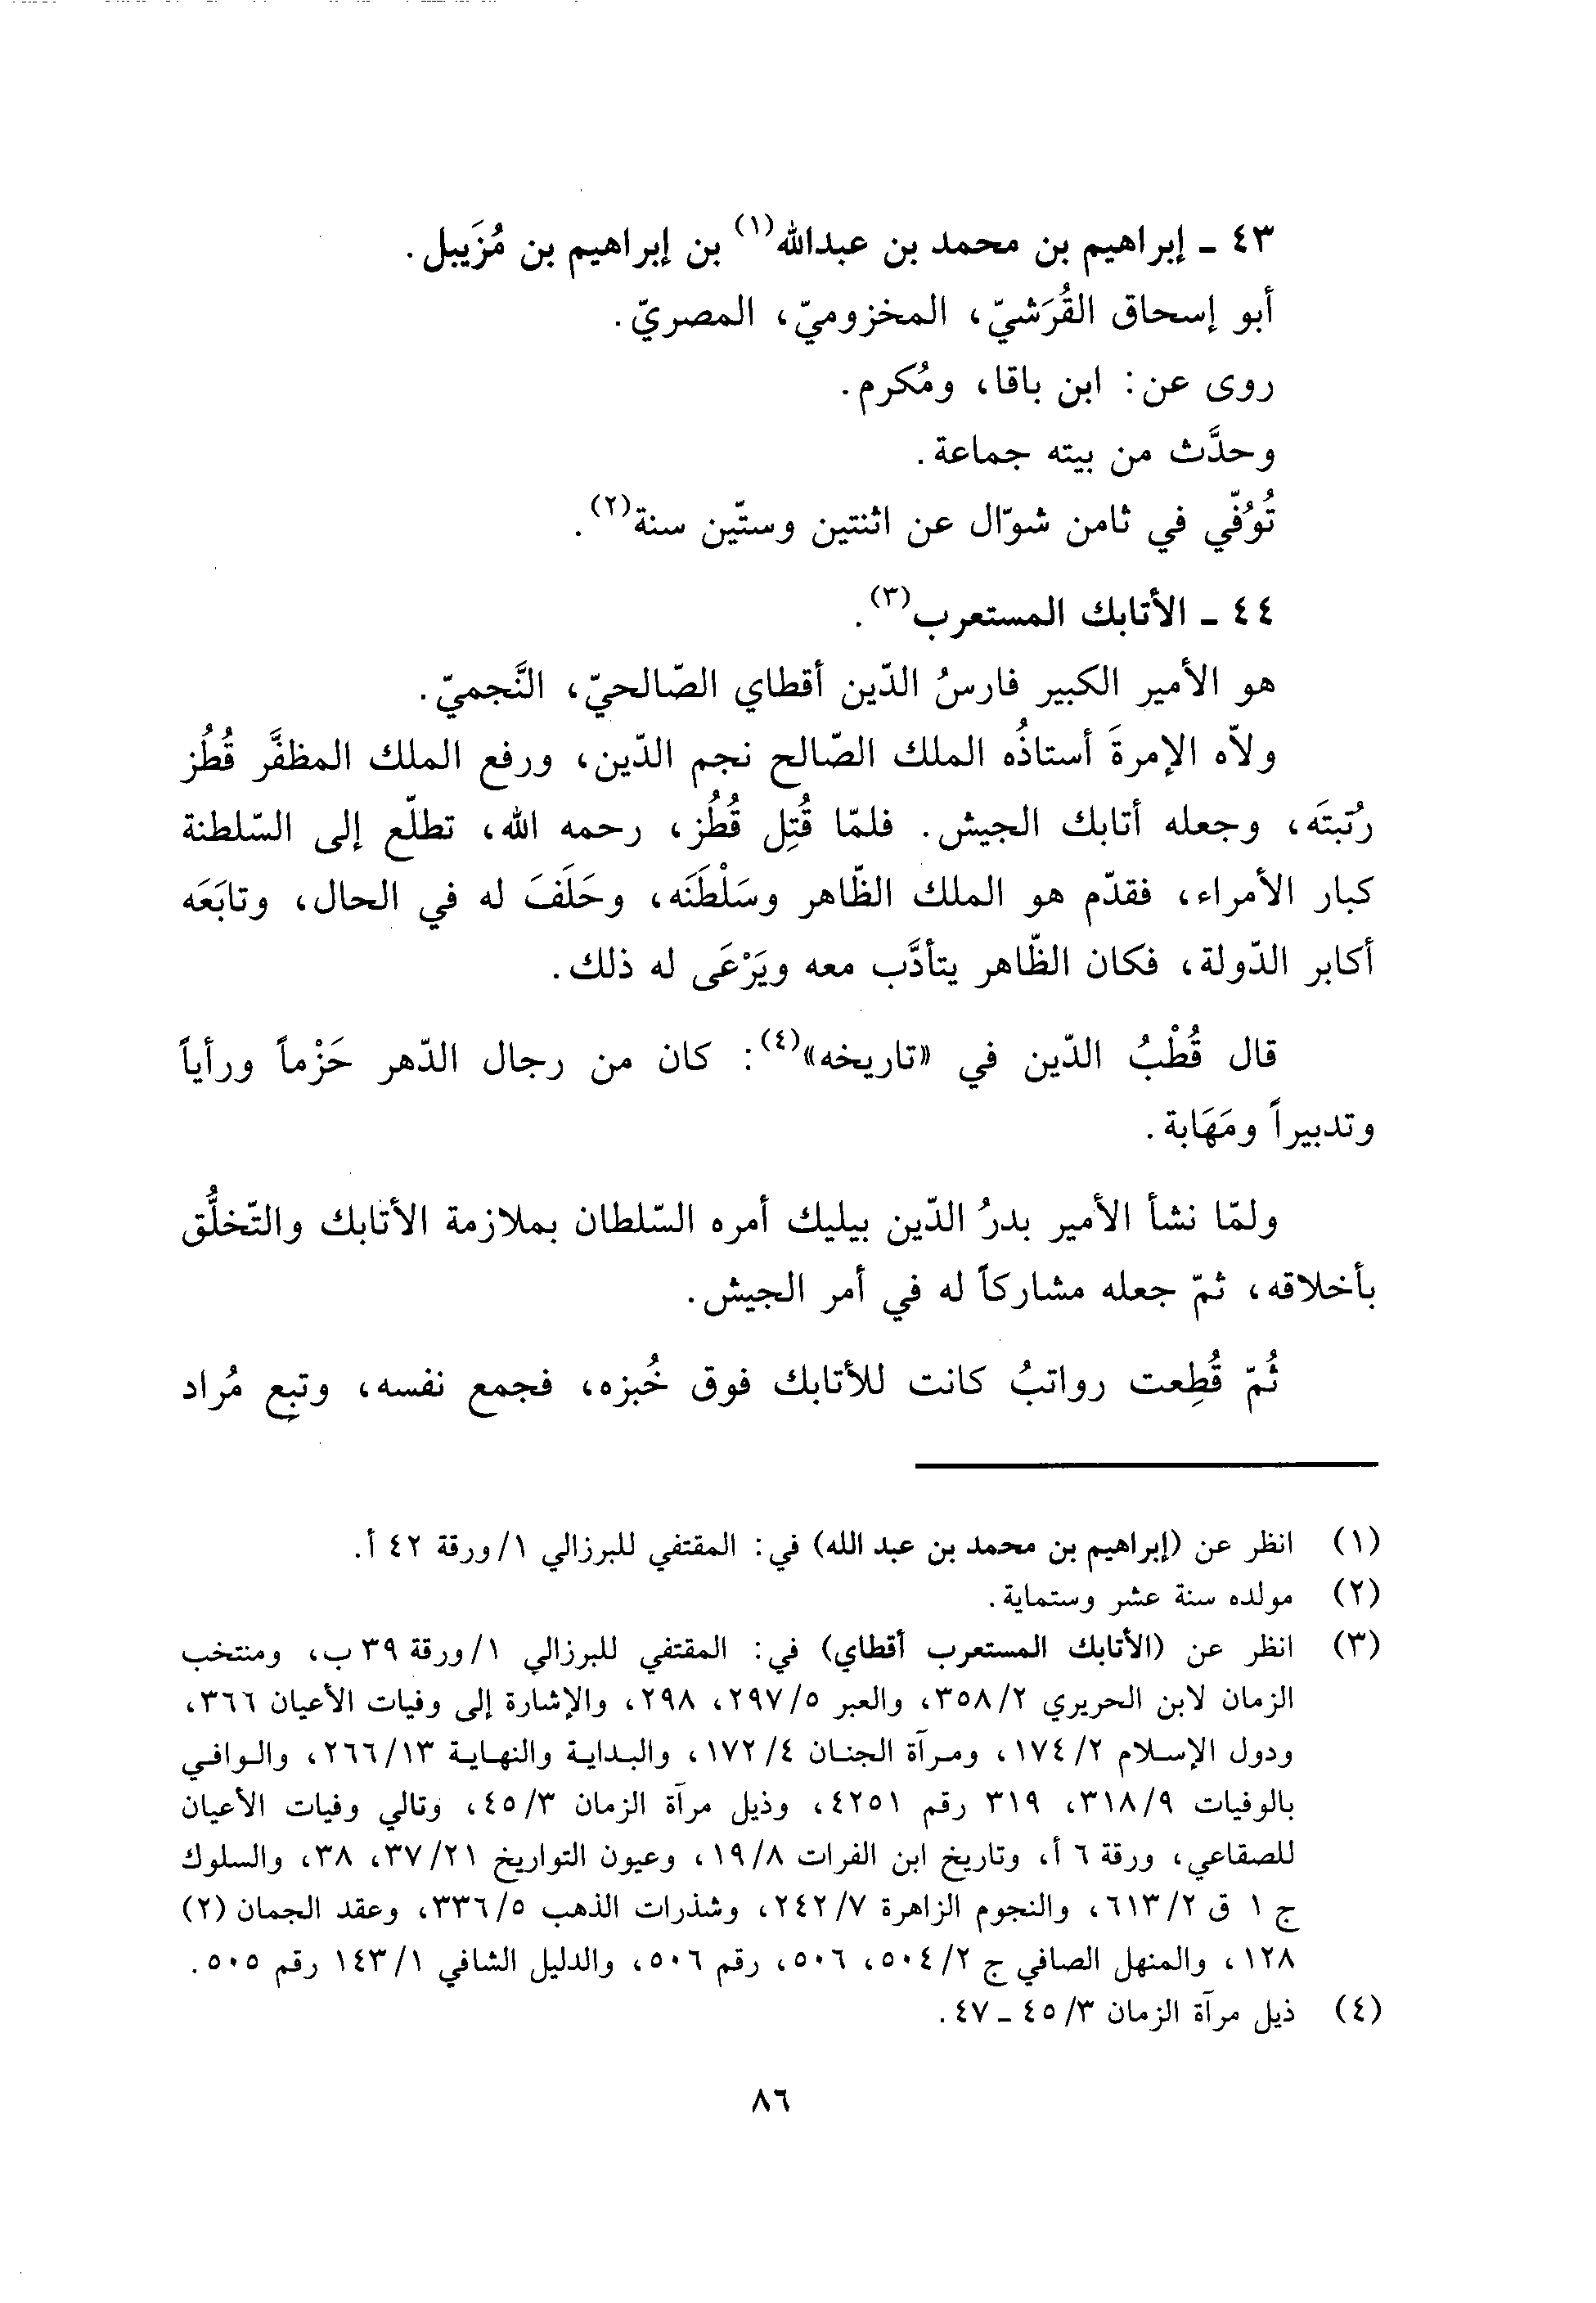 ٤٣ - إبراهيم بن محمد بن عبدالله(١) بن إبراهيم بن مُزَيبل.
أبو إسحاق القُرَشيّ، المخزوميّ، المصريّ.
روى عن: ابن باقا، ومُكرم.
وحدَّث من بيته جماعة.
تُوُفّي في ثامن شوّال عن اثنتين وستّين سنة(٢).
٤٤ - الأتابك المستعرب(٣).
هو الأمير الكبير فارسُ الدّين أقطاي الصّالحيّ، النَّجميّ.
ولاّه الإمرةَ أستاذُه الملك الصّالح نجم الدّين، ورفع الملك المظفَّر قُطُز
رُتبتَه، وجعله أتابك الجيش. فلمّا قُتِل قُطُز، رحمه الله، تطلّع إلى السّلطنة
كبار الأمراء، فقدّم هو الملك الظّاهر وسَلْطَنَه، وحَلَفَ له في الحال، وتابَعَه
أكابر الدّولة، فكان الظّاهر يتأدَّب معه ويَرْعَى له ذلك.
قال قُطْبُ الدّين في «تاريخه»(٤): كان من رجال الدّهر حَزْماً ورأياً
وتدبيراً ومَهَابة.
ولمّا نشأ الأمير بدرُ الدّين بيليك أمره السّلطان بملازمة الأتابك والتّخلُّق
بأخلاقه، ثمّ جعله مشاركاً له في أمر الجيش.
ثُمّ قُطِعت رواتبُ كانت للأتابك فوق خُبزه، فجمع نفسه، وتبِع مُراد
(١) انظر عن (إبراهيم بن محمد بن عبد الله) في: المقتفي للبرزالي ١/ورقة ٤٢ أ.
(٢) مولده سنة عشر وستماية.
(٣) انظر عن (الأتابك المستعرب أقطاي) في: المقتفي للبرزالي ١/ورقة ٣٩ ب، ومنتخب
الزمان لابن الحريري ٣٥٨/٢، والعبر ٢٩٧/٥، ٢٩٨، والإشارة إلى وفيات الأعيان ٣٦٦،
ودول الإسلام ١٧٤/٢، ومرآة الجنان ١٧٢/٤، والبداية والنهاية ٢٦٦/١٣، والوافي
بالوفيات ٣١٨/٩، ٣١٩ رقم ٤٢٥١، وذيل مرآة الزمان ٤٥/٣، وتالي وفيات الأعيان
للصقاعي، ورقة ٦ أ، وتاريخ ابن الفرات ١٩/٨، وعيون التواريخ ٣٧/٢١، ٣٨، والسلوك
ج ١ ق ٦١٣/٢، والنجوم الزاهرة ٢٤٢/٧، وشذرات الذهب ٣٣٦/٥، وعقد الجمان (٢)
١٢٨، والمنهل الصافي ج ٥٠٤/٢، ٥٠٦، رقم ٥٠٦، والدليل الشافي ١٤٣/١ رقم ٥٠٥.
(٤) ذيل مرآة الزمان ٤٥/٣ - ٤٧.
٨٦